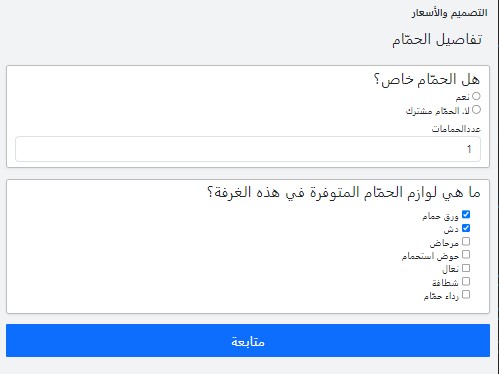 التصميم والأسعار
تفاصيل الحمّام
هل الحمّام خاص؟
نعم
لا، الحمّام مشترك
عددالحمامات
1
ما هي لوازم الحمّام المتوفرة في هذه الغرفة؟
ورق حمام
دش
مرحاض
حوض استحمام
نعال
شطافة
رداء حمّام
متابعة